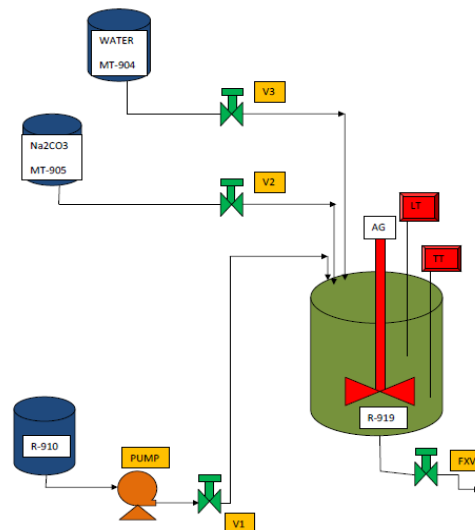 WATER
MT-904
V3
Na2CO3
MT-905
V2
LT
AG
TT
R-910
R-919
PUMP
FXV
V1